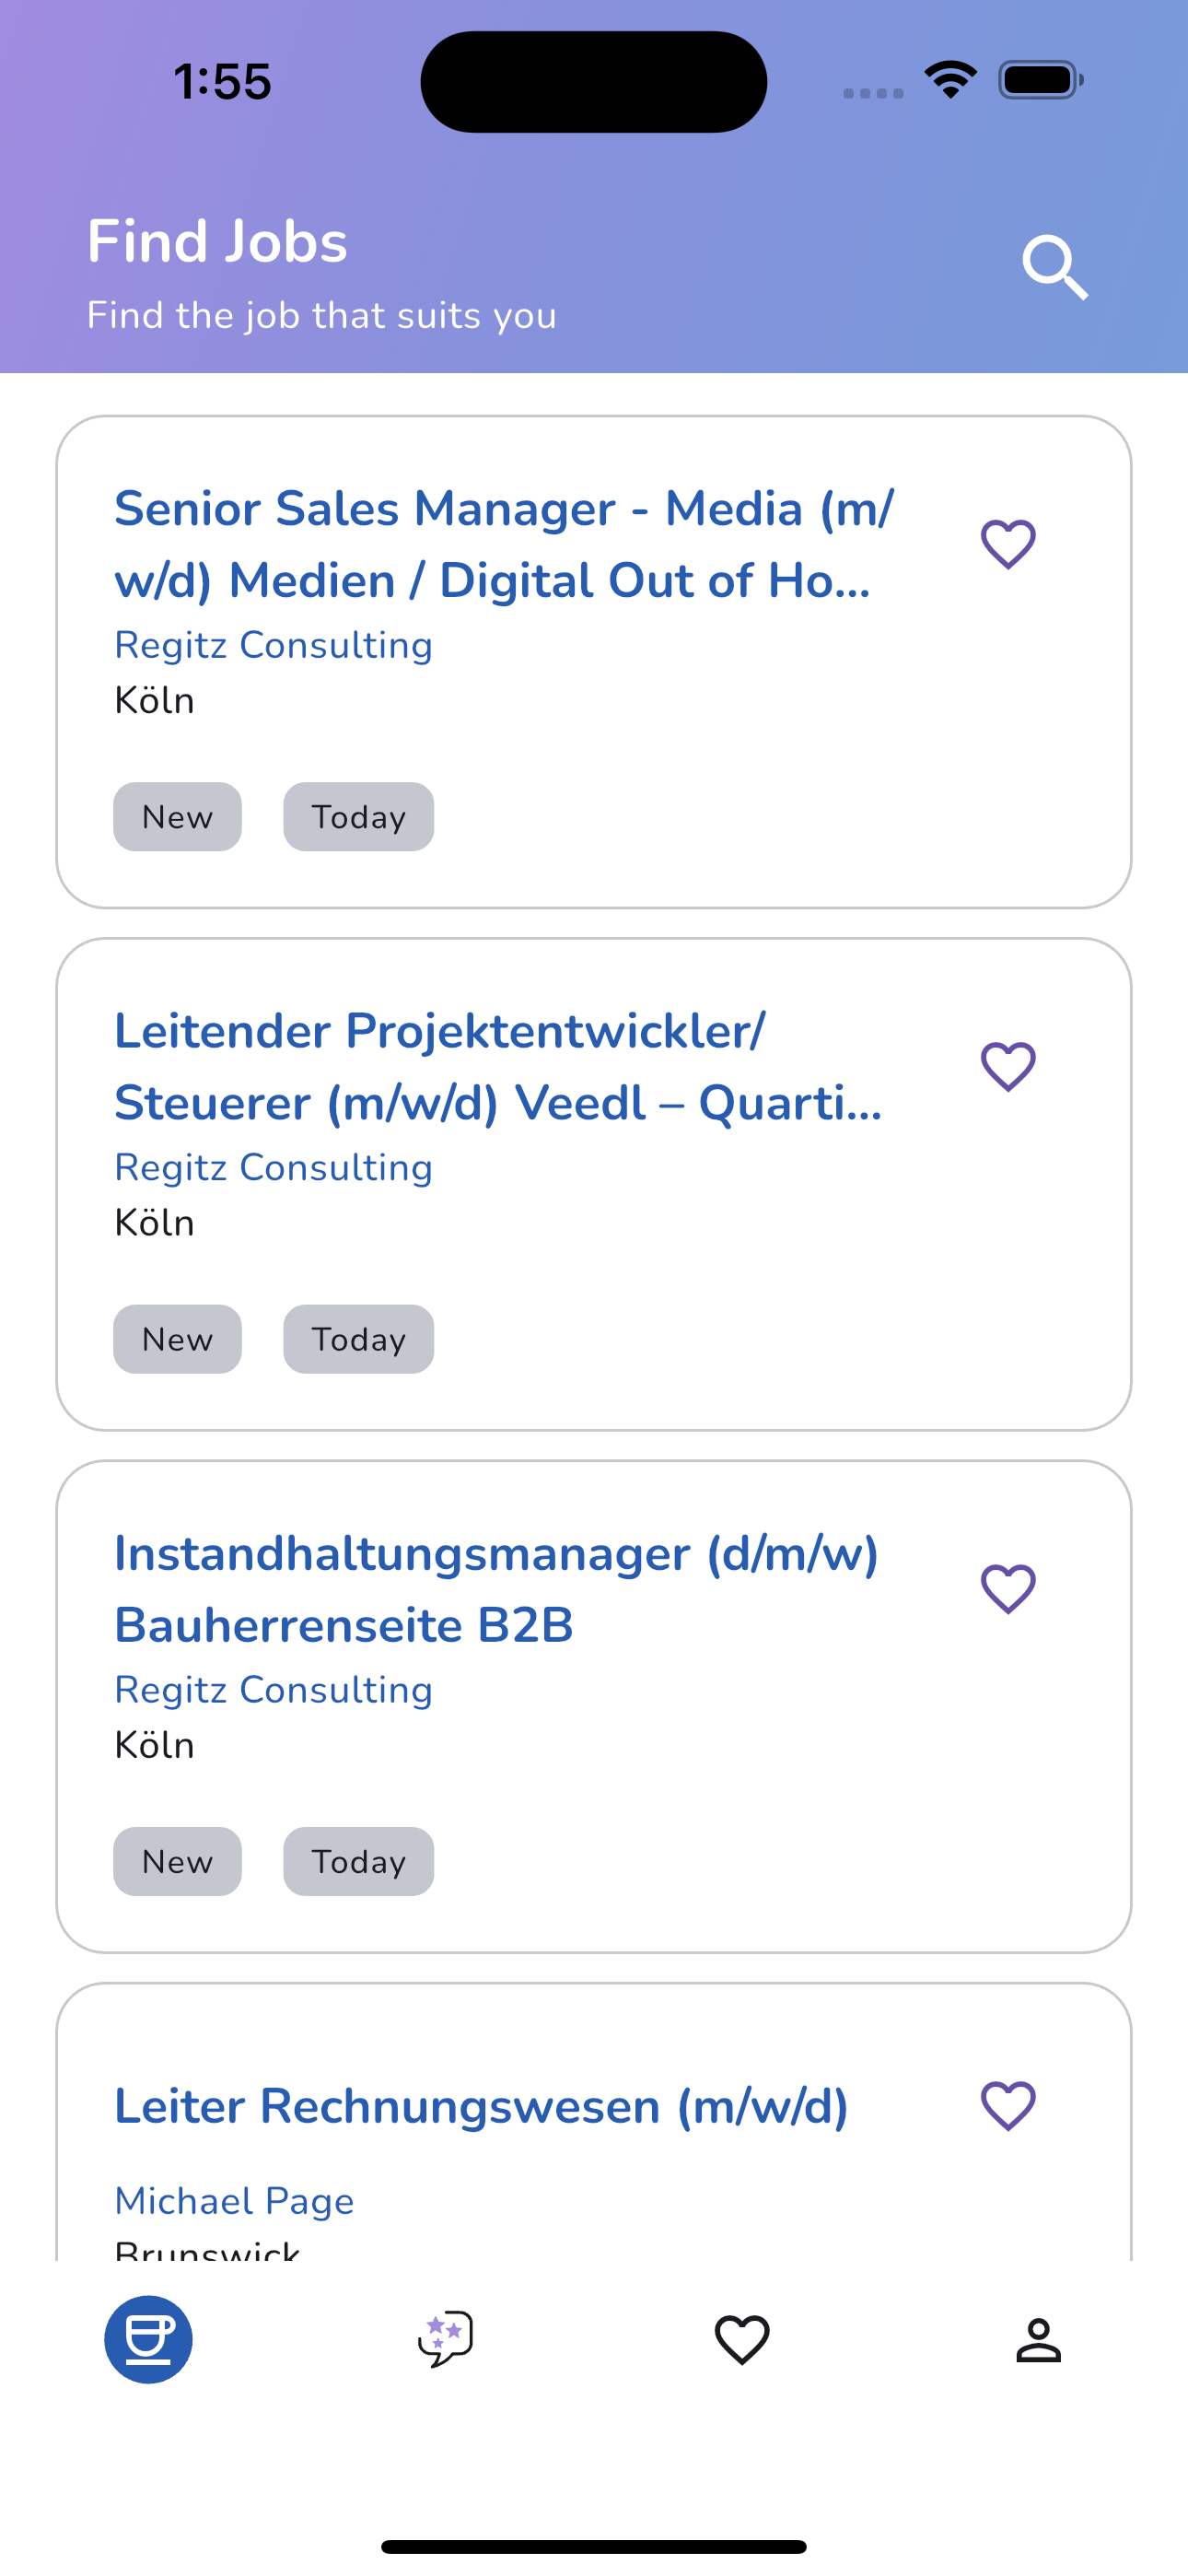 1:55
Find Jobs
Find the job that suits you
Senior Sales Manager - Media (m/
w/d) Medien / Digital Out of Ho...
Regitz Consulting
Köln
New Today
Leitender Projektentwickler/
Steuerer (m/w/d) Veedl – Quarti...
Regitz Consulting
Köln
New Today
Instandhaltungsmanager (d/m/w)
Bauherrenseite B2B
Regitz Consulting
Köln
New Today
Leiter Rechnungswesen (m/w/d)
Michael Page
Brunswick